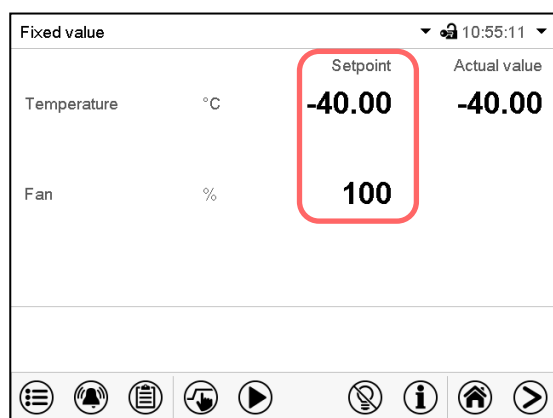 Fixed value 10:55:11
Setpoint Actual value
Temperature °C -40.00 -40.00
Fan % 100